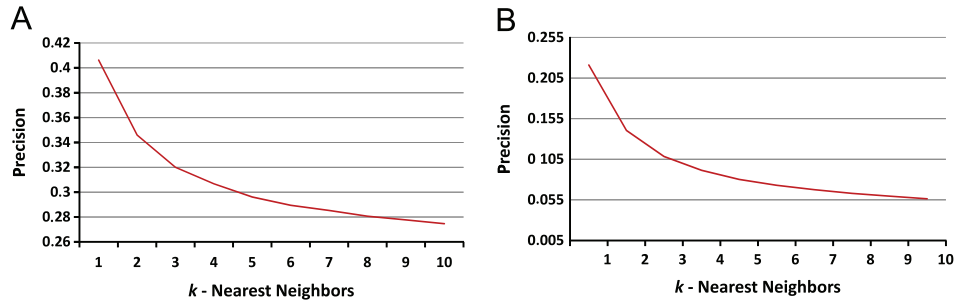 A
0.42
0.4
0.38
0.36
0.34
0.32
0.3
0.28
0.26
Precision
1 2 3 4 5 6 7 8 9 10
k - Nearest Neighbors
B
0.255
0.205
0.155
0.105
0.055
0.005
Precision
1 2 3 4 5 6 7 8 9 10
k - Nearest Neighbors